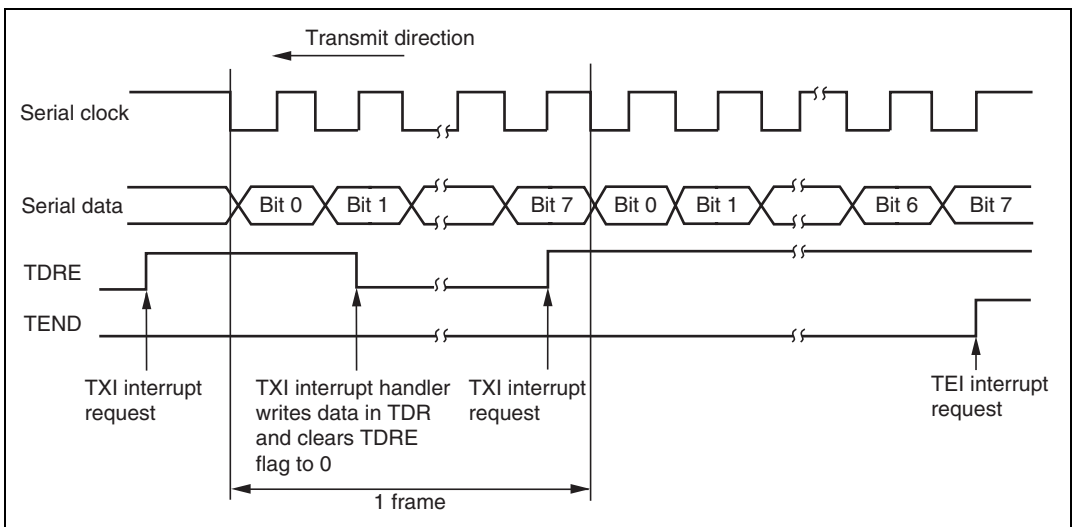 Transmit direction
Serial clock
Serial data
Bit 0
Bit 1
Bit 7
Bit 0
Bit 1
Bit 6
Bit 7
TDRE
TEND
TXI interrupt
request
TXI interrupt handler
writes data in TDR
and clears TDRE
flag to 0
TXI interrupt
request
TEI interrupt
request
1 frame